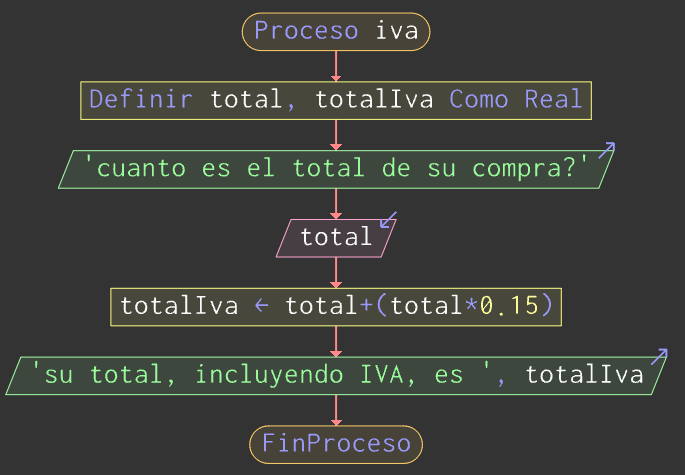 Proceso iva
Definir total, totalIva Como Real
'cuanto es el total de su compra?'
total
totalIva ← total+(total*0.15)
'su total, incluyendo IVA, es ', totalIva
FinProceso